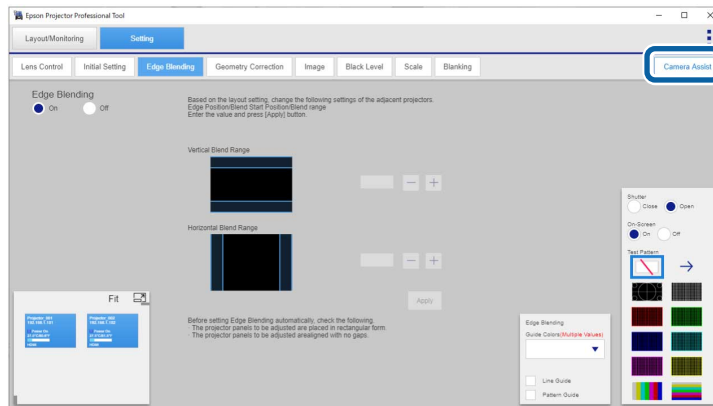 Epson Projector Professional Tool
Layout/Monitoring
Setting
Lens Control
Initial Setting
Edge Blending
Geometry Correction
Image
Black Level
Scale
Blanking
Camera Assist
Edge Blending
On
Off
Based on the layout setting, change the following settings of the adjacent projectors.
Edge Position/Blend Start Position/Blend range
Enter the value and press [Apply] button.
Vertical Blend Range
Horizontal Blend Range
Apply
Before setting Edge Blending automatically, check the following.
· The projector panels to be adjusted are placed in rectangular form
· The projector panels to be adjusted arealigned with no gaps.
Fit
Edge Blending
Guide Colors(Multiple Values)
Line Guide
Pattern Guide
Shutter
Close
Open
On-Screen
On
Off
Test Pattern